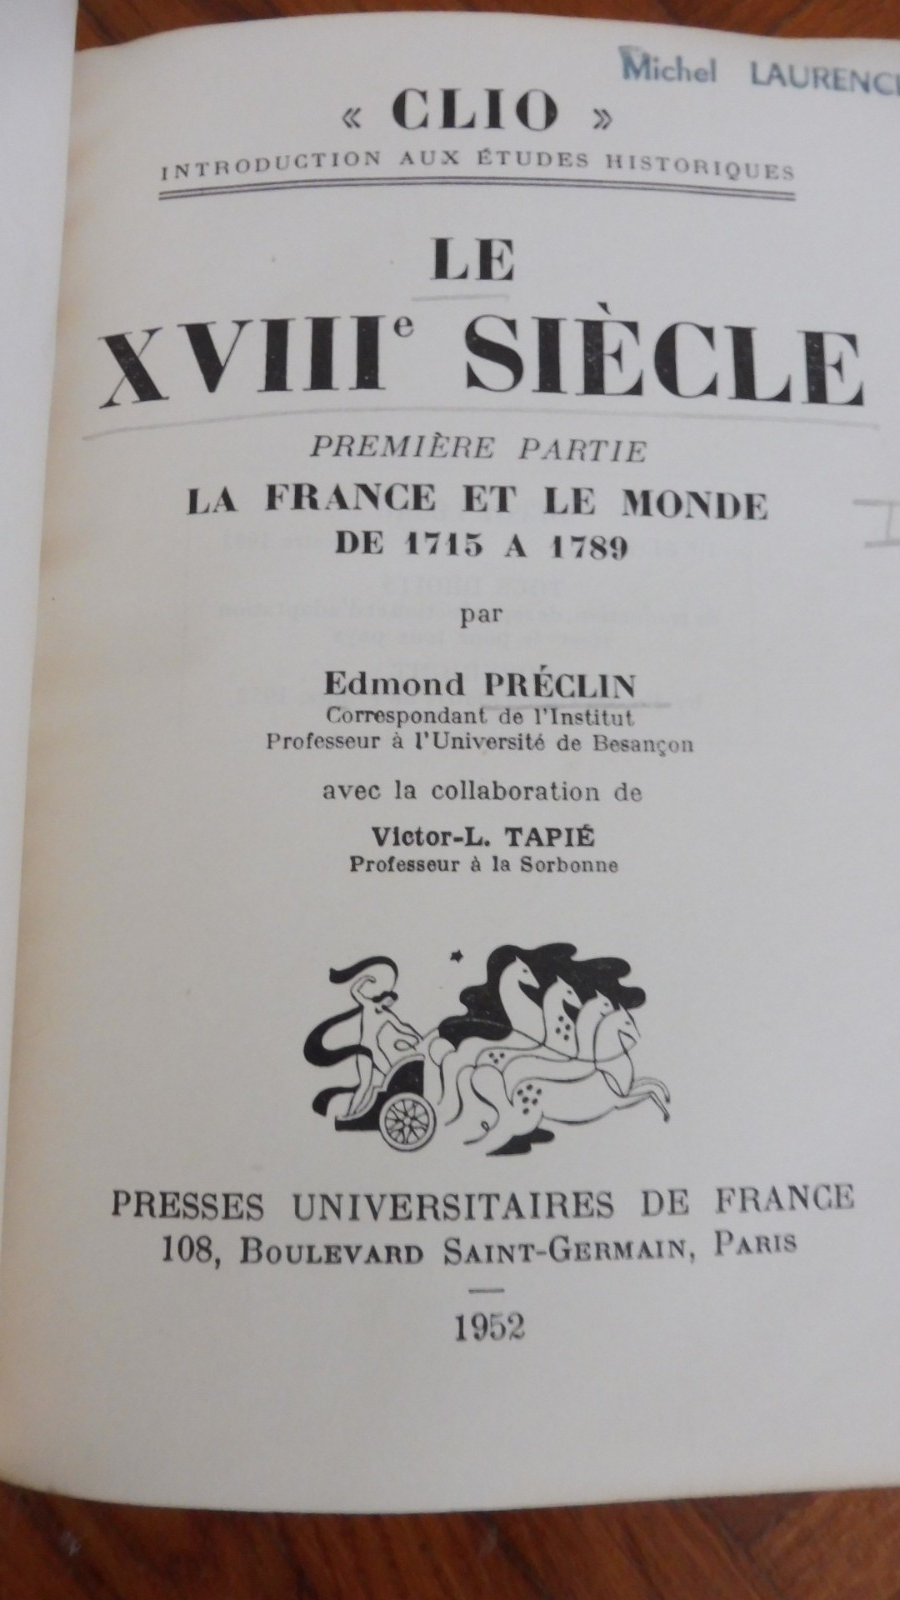 Michel
« CLIO »
INTRODUCTION AUX ÉTUDES HISTORIQUES
LE
XVIIIe SIÈCLE
PREMIÈRE PARTIE
LA FRANCE ET LE MONDE
DE 1715 A 1789
par
Edmond PRÉCLIN
Correspondant de l'Institut
Professeur à l'Université de Besançon
avec la collaboration de
Victor-L. TAPIÉ
Professeur à la Sorbonne
PRESSES UNIVERSITAIRES DE FRANCE
108, BOULEVARD SAINT-GERMAIN, PARIS
1952